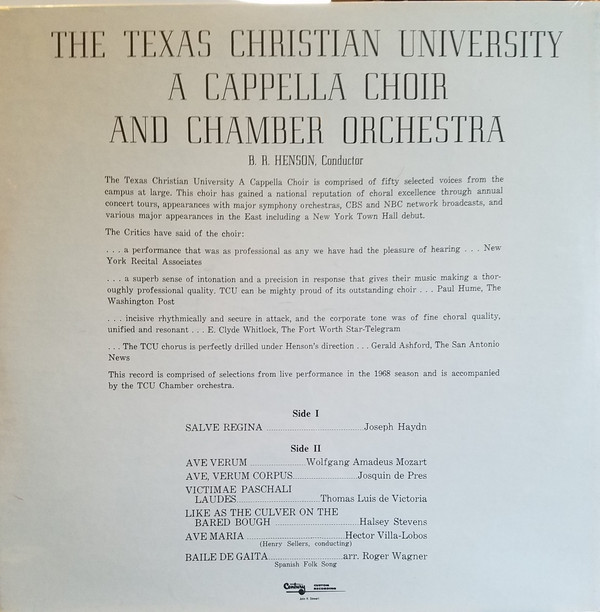 THE TEXAS CHRISTIAN UNIVERSITY
A CAPPELLA CHOIR
AND CHAMBER ORCHESTRA
B. R. HENSON, Conductor
The Texas Christian University A Cappella Choir is comprised of fifty selected voices from the
campus at large. This choir has gained a national reputation of choral excellence through annual
concert tours, appearances with major symphony orchestras, CBS and NBC network broadcasts, and
various major appearances in the East including a New York Town Hall debut.
The Critics have said of the choir:
. . . a performance that was as professional as any we have had the pleasure of hearing . . . New
York Recital Associates
. . . a superb sense of intonation and a precision in response that gives their music making a thor-
oughly professional quality. TCU can be mighty proud of its outstanding choir . . . Paul Hume, The
Washington Post
. . . incisive rhythmically and secure in attack, and the corporate tone was of fine choral quality,
unified and resonant . . . E. Clyde Whitlock, The Fort Worth Star-Telegram
. . . The TCU chorus is perfectly drilled under Henson's direction . . . Gerald Ashford, The San Antonio
News
This record is comprised of selections from live performance in the 1968 season and is accompanied
by the TCU Chamber orchestra.
Side I
SALVE REGINA ........ Joseph Haydn
Side II
AVE VERUM ........ Wolfgang Amadeus Mozart
AVE, VERUM CORPUS ........ Josquin de Pres
VICTIMAE PASCHALI
LAUDES ........ Thomas Luis de Victoria
LIKE AS THE CULVER ON THE
BARED BOUGH ........ Halsey Stevens
AVE MARIA ........ Hector Villa-Lobos
(Henry Sellers, conducting)
BAILE DE GAITA ........ arr. Roger Wagner
Spanish Folk Song
CUSTOM
RECORDING